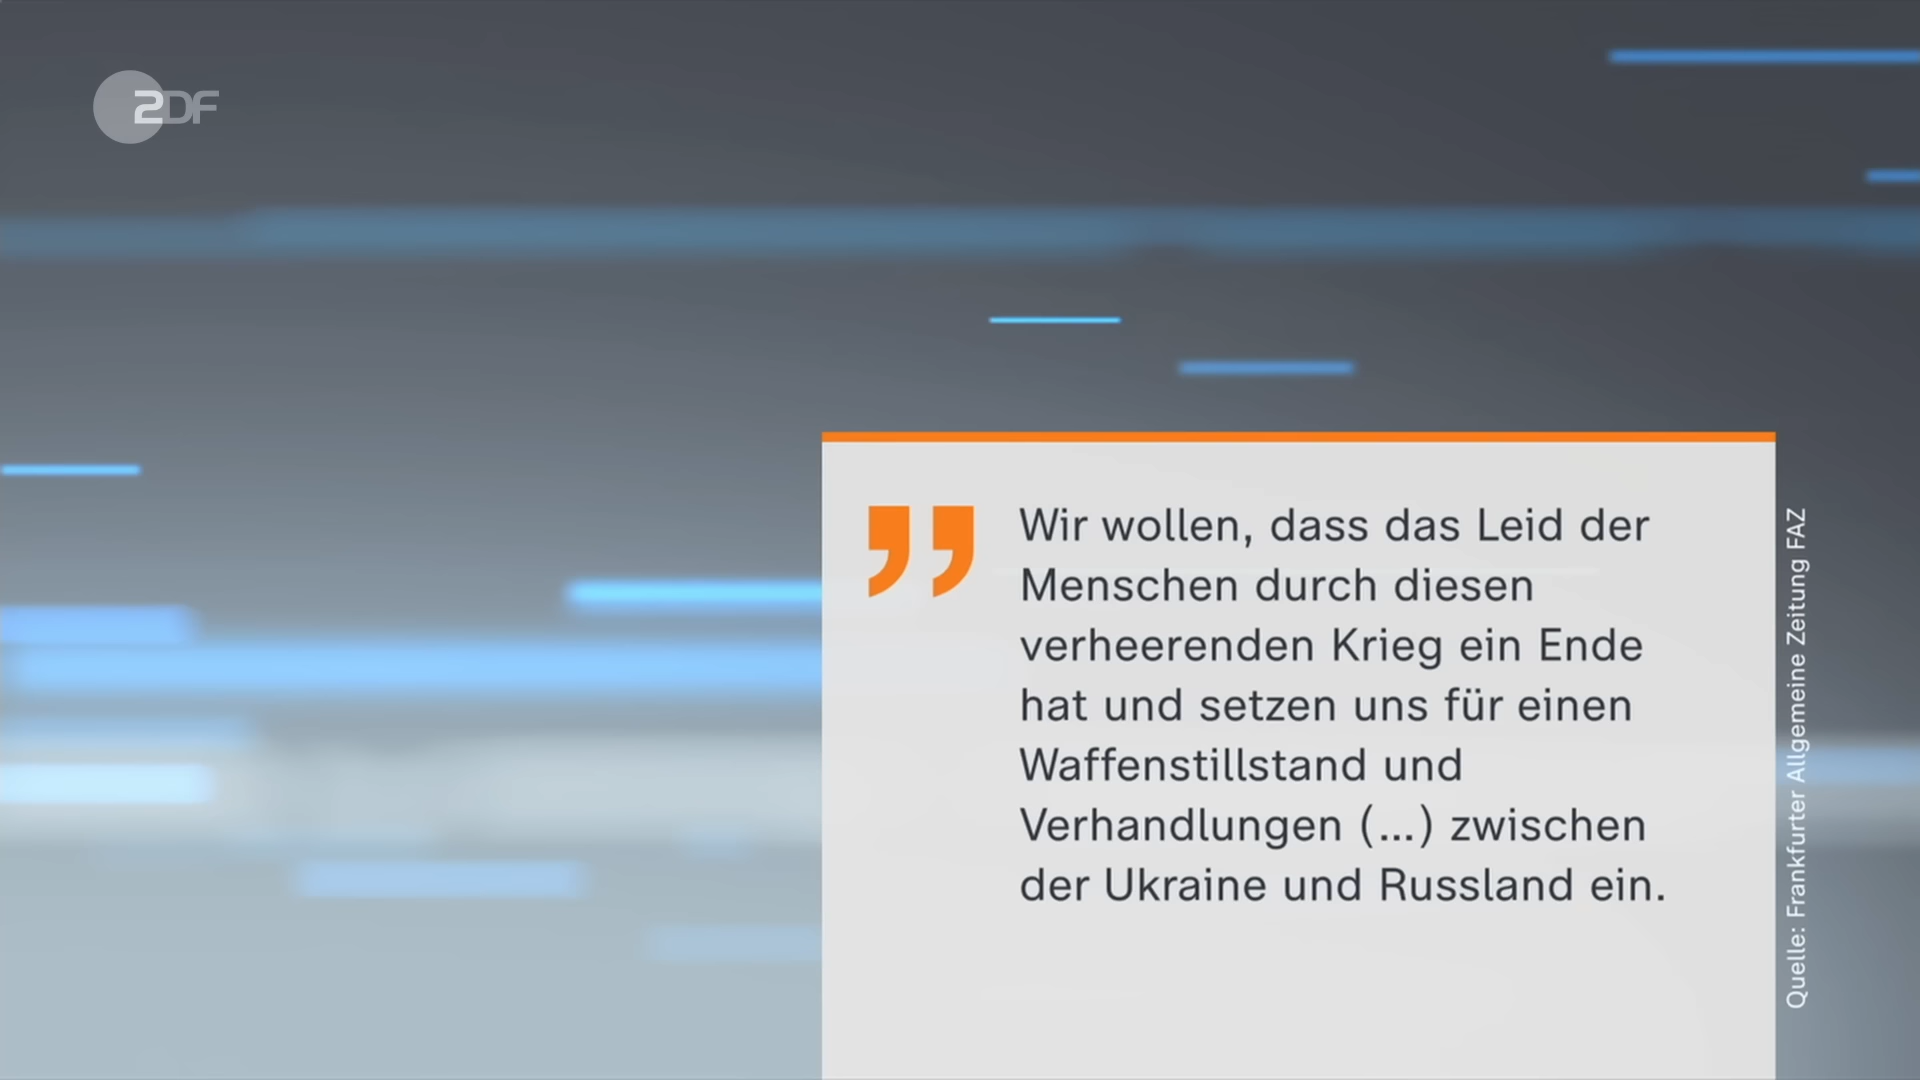 ZDF
Wir wollen, dass das Leid der
Menschen durch diesen
verheerenden Krieg ein Ende
hat und setzen uns für einen
Waffenstillstand und
Verhandlungen (...) zwischen
der Ukraine und Russland ein.
Quelle: Frankfurter Allgemeine Zeitung FAZ